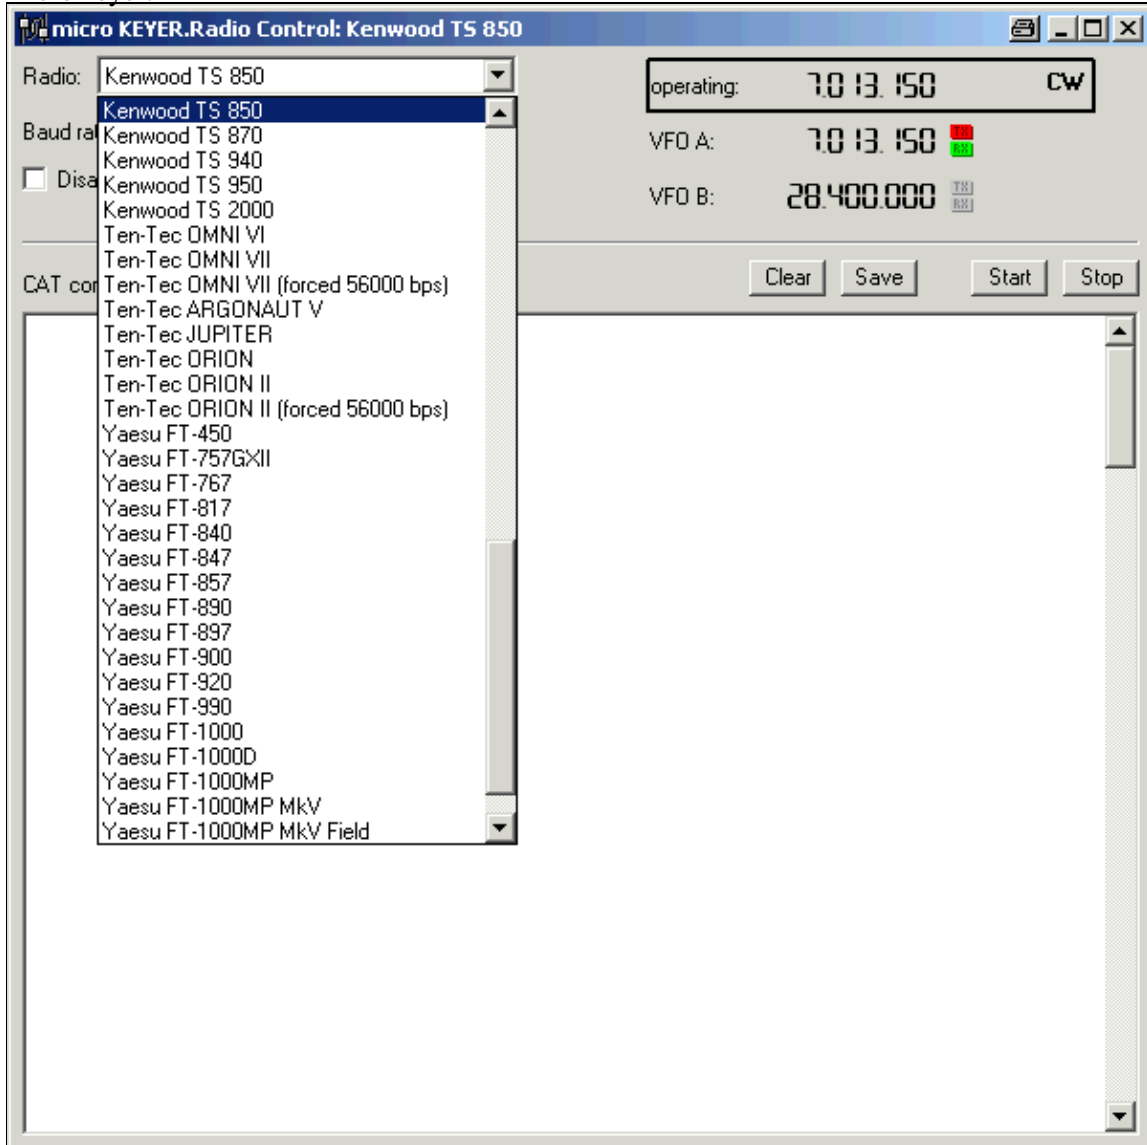 micro KEYER.Radio Control: Kenwood TS 850
Radio: Kenwood TS 850
operating: 7.013.150 CW
Kenwood TS 850
Kenwood TS 870
Kenwood TS 940
Kenwood TS 950
Kenwood TS 2000
Ten-Tec OMNI VI
Ten-Tec OMNI VII
Ten-Tec OMNI VII (forced 56000 bps)
Ten-Tec ARGONAUT V
Ten-Tec JUPITER
Ten-Tec ORION
Ten-Tec ORION II
Ten-Tec ORION II (forced 56000 bps)
Yaesu FT-450
Yaesu FT-757GXII
Yaesu FT-767
Yaesu FT-817
Yaesu FT-840
Yaesu FT-847
Yaesu FT-857
Yaesu FT-890
Yaesu FT-897
Yaesu FT-900
Yaesu FT-920
Yaesu FT-990
Yaesu FT-1000
Yaesu FT-1000D
Yaesu FT-1000MP
Yaesu FT-1000MP MkV
Yaesu FT-1000MP MkV Field
Baud ra
Disa
VFO A: 7.013.150 TX RX
VFO B: 28.400.000 TX RX
CAT co
Clear Save Start Stop